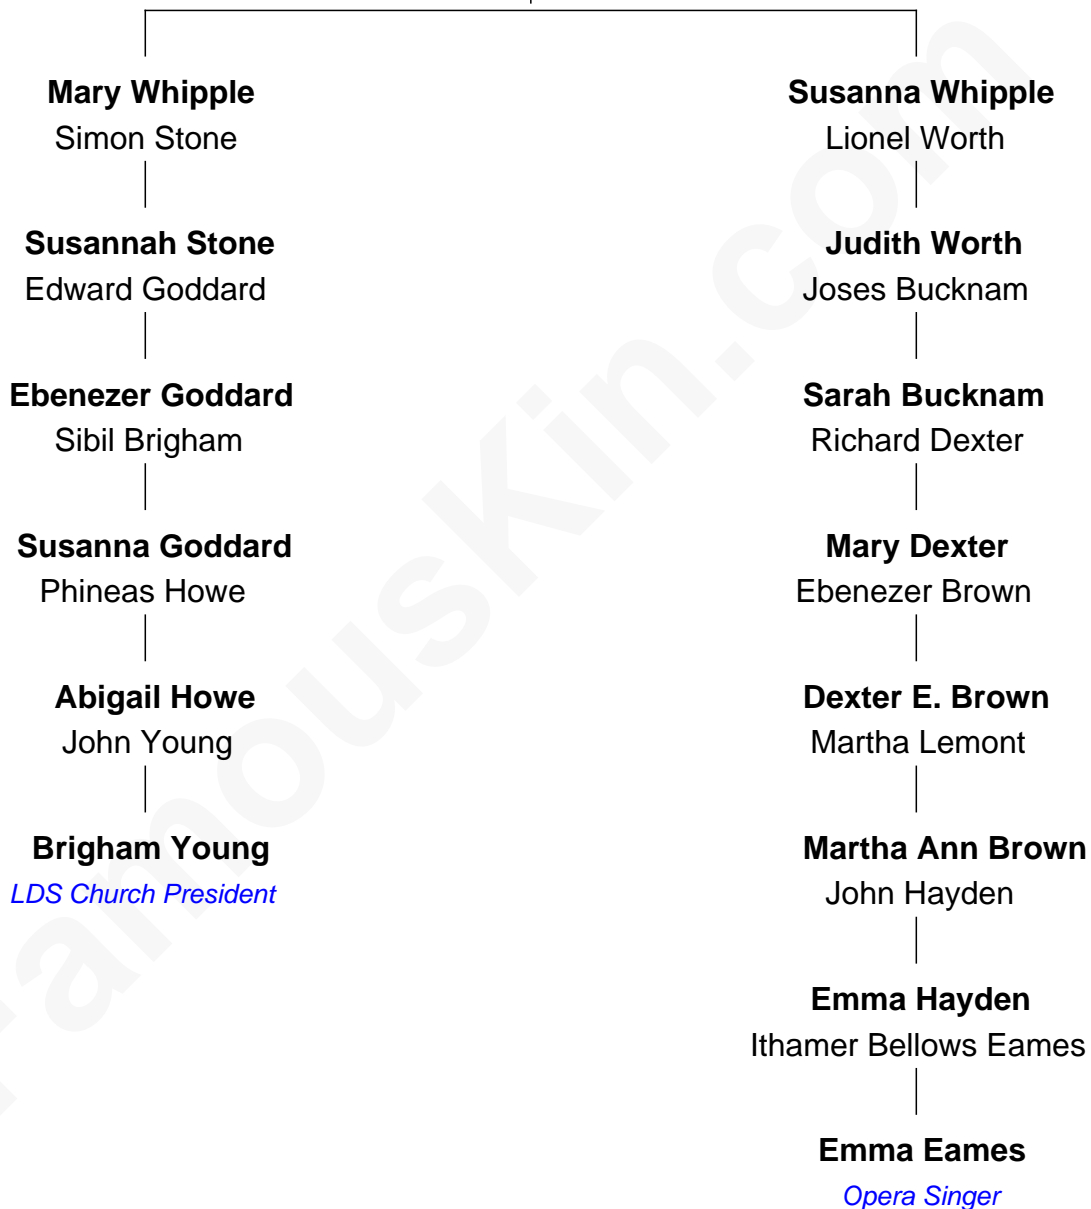 Mary Whipple
Simon Stone
Susannah Stone
Edward Goddard
Ebenezer Goddard
Sibil Brigham
Susanna Goddard
Phineas Howe
Abigail Howe
John Young
Brigham Young
LDS Church President
Susanna Whipple
Lionel Worth
Judith Worth
Joses Bucknam
Sarah Bucknam
Richard Dexter
Mary Dexter
Ebenezer Brown
Dexter E. Brown
Martha Lemont
Martha Ann Brown
John Hayden
Emma Hayden
Ithamer Bellows Eames
Emma Eames
Opera Singer
FamousKin.com